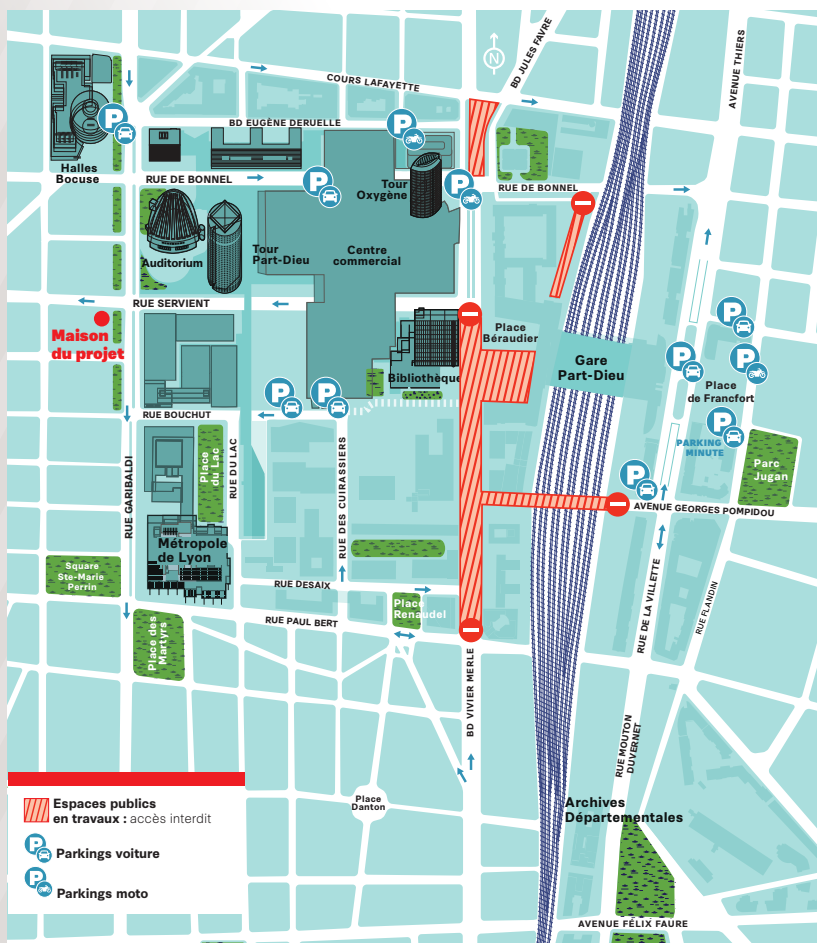 BD JULES FAVRE
AVENUE THIERS
N
COURS LAFAYETTE
P
P
BD EUGÈNE DERUELLE
Halles
Bocuse
RUE DE BONNEL
P
Tour
Oxygène
P
RUE DE BONNEL
Auditorium
Tour
Part-Dieu
Centre
commercial
RUE SERVIENT
Maison
du projet
Place
Béraudier
Gare
Part-Dieu
P
P
P
Place
de Francfort
Bibliothèque
P
P
RUE BOUCHUT
P
PARKING
MINUTE
Parc
Jugan
P
AVENUE GEORGES POMPIDOU
RUE GARIBALDI
Place
du Lac
RUE DU LAC
RUE DES CUIRASSIERS
Métropole
de Lyon
Square
Ste-Marie
Perrin
RUE DESAIX
Place
Renaudel
RUE PAUL BERT
Place des
Martyrs
RUE DE LA VILLETTE
RUE FLANDIN
BD VIVIER MERLE
RUE MOUTON
DUVERNET
Place
Danton
Archives
Départementales
AVENUE FÉLIX FAURE
Espaces publics
en travaux : accès interdit
P
Parkings voiture
P
Parkings moto